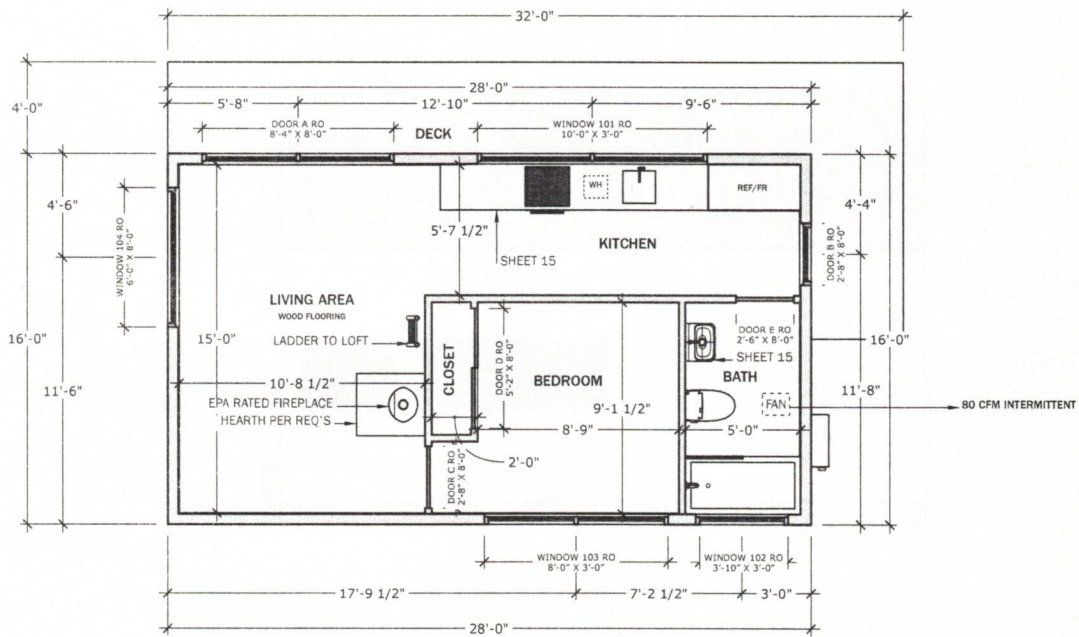 32'-0"
28'-0"
4'-0"
5'-8"
12'-10"
9'-6"
DOOR A RO
8'-4" X 8'-0"
DECK
WINDOW 101 RO
10'-0" X 3'-0"
WH
REF/FR
4'-6"
WINDOW 104 RO
6'-0" X 8'-0"
5'-7 1/2"
KITCHEN
SHEET 15
DOOR B RO
2'-8" X 8'-0"
4'-4"
LIVING AREA
WOOD FLOORING
LADDER TO LOFT
16'-0"
15'-0"
11'-6"
10'-8 1/2"
EPA RATED FIREPLACE
HEARTH PER REQ'S
CLOSET
DOOR D RO
5'-2" X 8'-0"
BEDROOM
9'-1 1/2"
8'-9"
2'-0"
DOOR C RO
2'-8" X 8'-0"
DOOR E RO
2'-6" X 8'-0"
SHEET 15
BATH
FAN
5'-0"
16'-0"
11'-8"
80 CFM INTERMITTENT
WINDOW 103 RO
8'-0" X 3'-0"
WINDOW 102 RO
3'-10" X 3'-0"
17'-9 1/2"
7'-2 1/2"
3'-0"
28'-0"